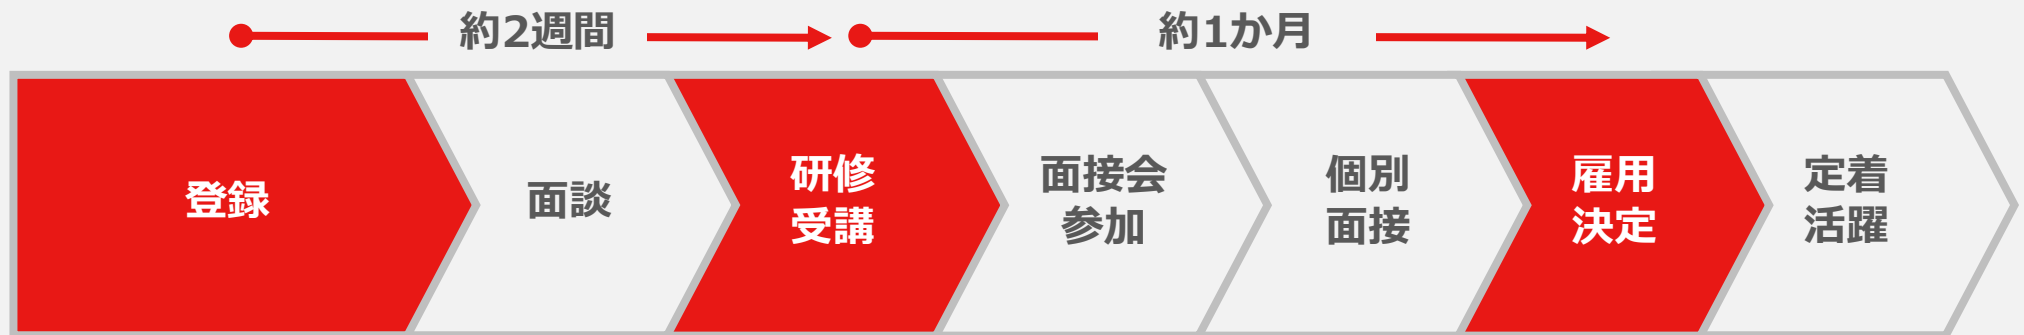 約2週間
約1か月
登録
面談
研修
受講
面接会
参加
個別
面接
雇用
決定
定着
活躍